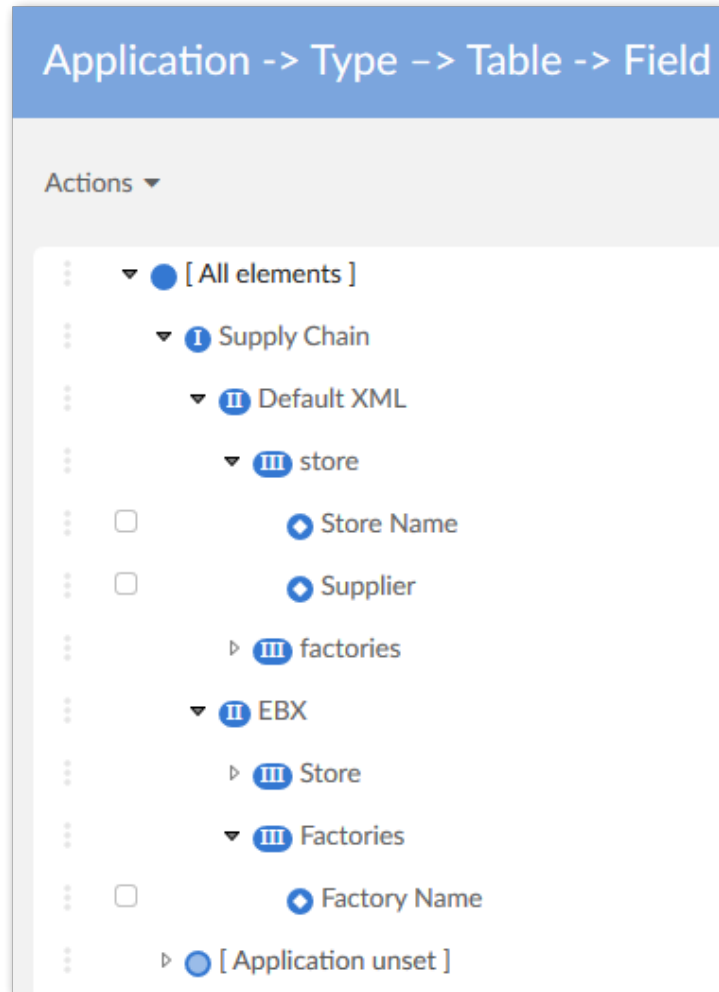 Application -> Type –> Table -> Field
Actions
[ All elements ]
I Supply Chain
II Default XML
III store
Store Name
Supplier
III factories
II EBX
III Store
III Factories
Factory Name
[ Application unset ]